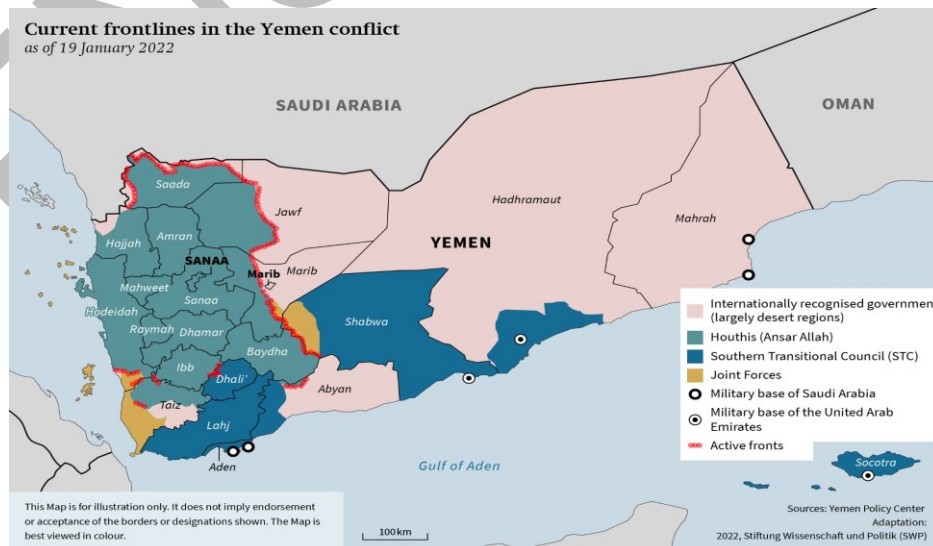 Current frontlines in the Yemen conflict
as of 19 January 2022
SAUDI ARABIA
OMAN
Saada
Jawf
Hadhramaut
Mahrah
Hajjah
Amran
YEMEN
SANAA
Marib
Marib
Mahweet
Sanaa
Hodeidah
Shabwa
Raymah
Dhamar
Baydha
Ibb
Dhali'
Abyan
Taiz
Lahj
Aden
Gulf of Aden
Socotra
Internationally recognised governmen
(largely desert regions)
Houthis (Ansar Allah)
Southern Transitional Council (STC)
Joint Forces
Military base of Saudi Arabia
Military base of the United Arab
Emirates
Active fronts
This Map is for illustration only. It does not imply endorsement
or acceptance of the borders or designations shown. The Map is
best viewed in colour.
100 km
Sources: Yemen Policy Center
Adaptation:
2022, Stiftung Wissenschaft und Politik (SWP)